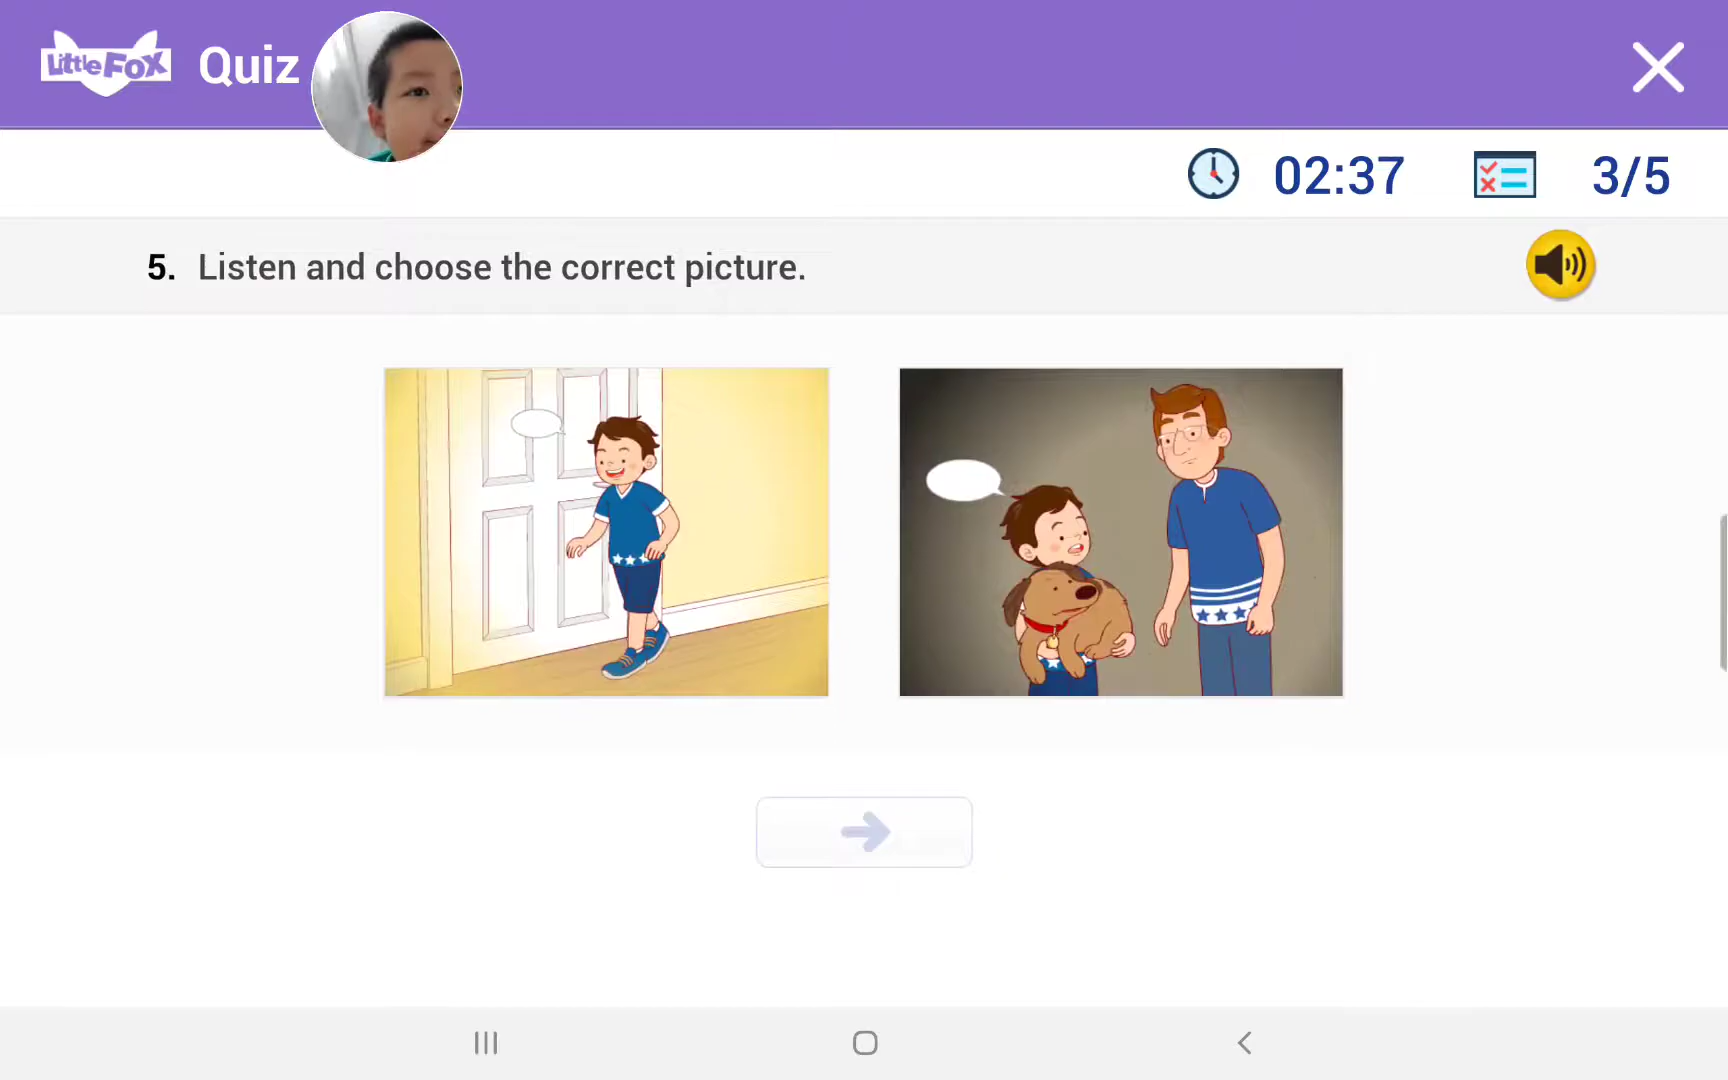 Little Fox
Quiz
02:37
3/5
5. Listen and choose the correct picture.